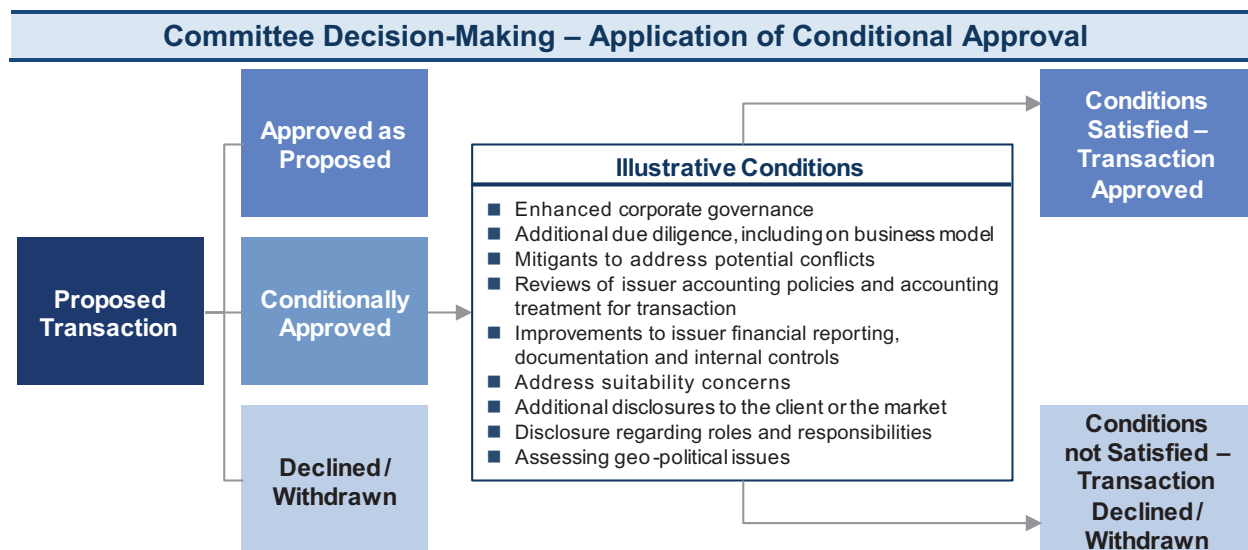 Committee Decision-Making – Application of Conditional Approval
Proposed
Transaction
Approved as
Proposed
Conditionally
Approved
Declined /
Withdrawn
Illustrative Conditions
Enhanced corporate governance
Additional due diligence, including on business model
Mitigants to address potential conflicts
Reviews of issuer accounting policies and accounting
treatment for transaction
Improvements to issuer financial reporting,
documentation and internal controls
Address suitability concerns
Additional disclosures to the client or the market
Disclosure regarding roles and responsibilities
Assessing geo-political issues
Conditions
Satisfied –
Transaction
Approved
Conditions
not Satisfied –
Transaction
Declined /
Withdrawn